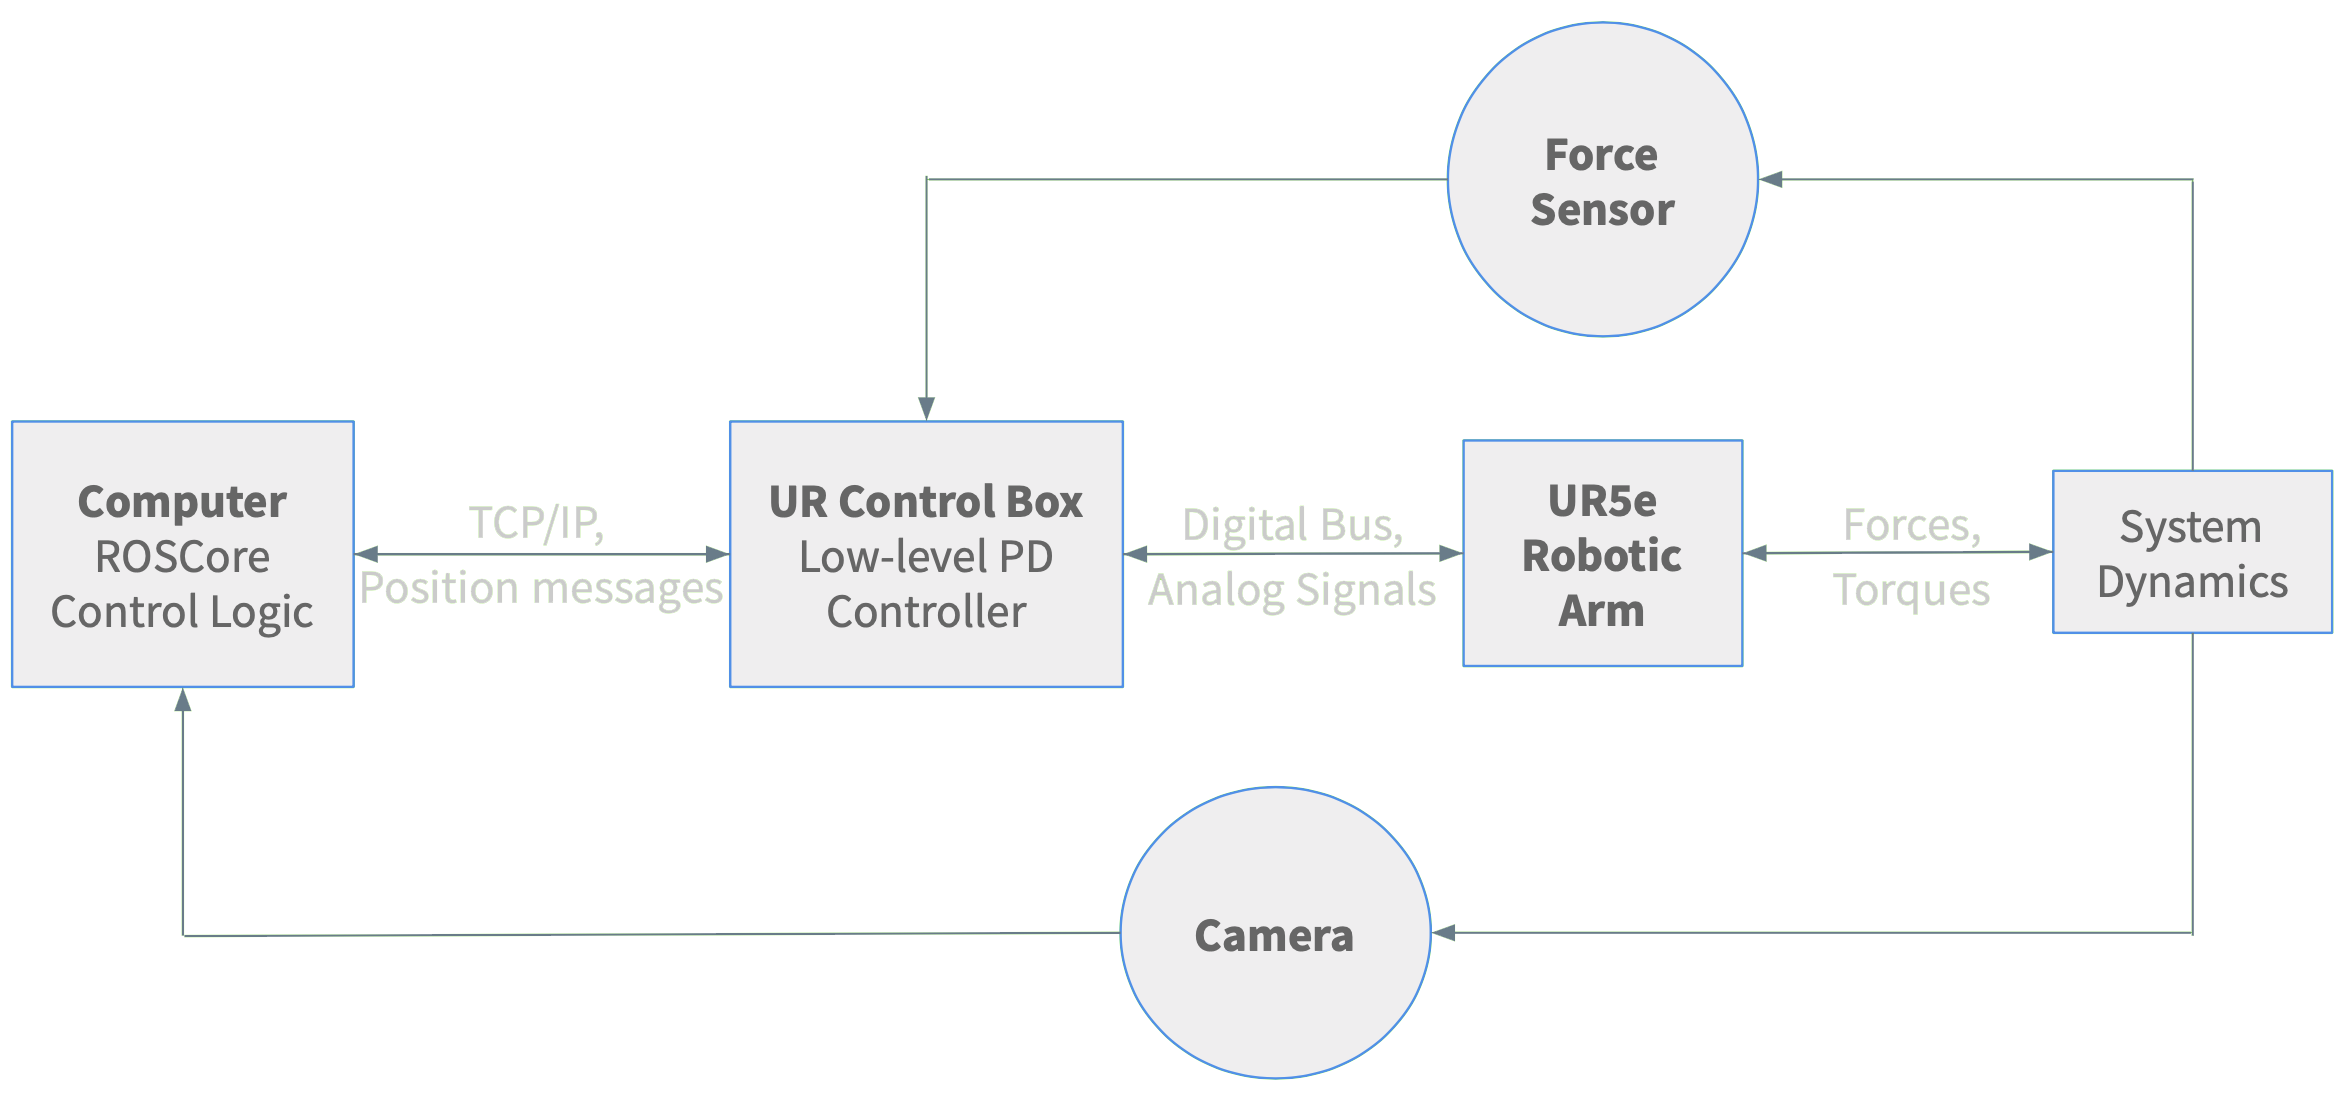 Force
Sensor
Computer
ROSCore
Control Logic
TCP/IP,
Position messages
UR Control Box
Low-level PD
Controller
Digital Bus,
Analog Signals
UR5e
Robotic
Arm
Forces,
Torques
System
Dynamics
Camera